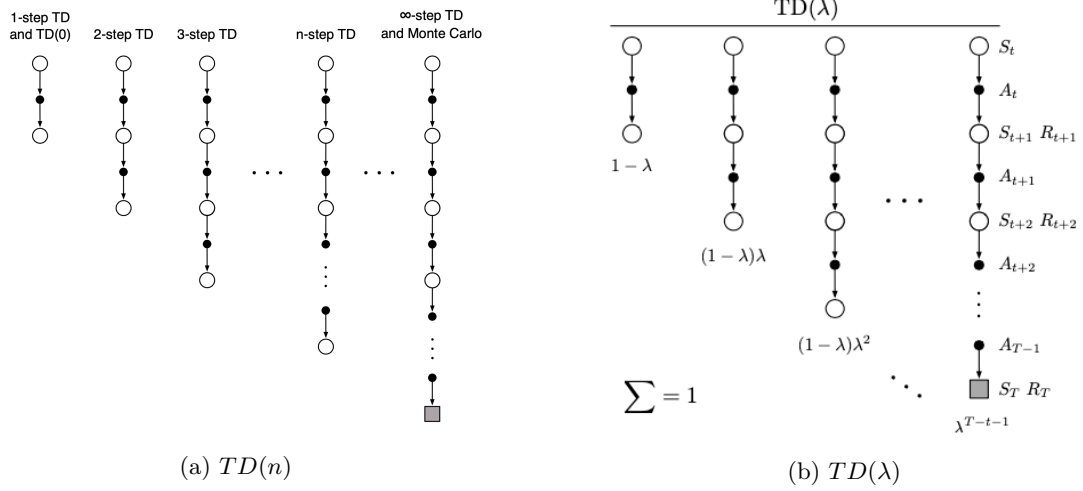 1-step TD
and TD(0)
2-step TD
3-step TD
n-step TD
∞-step TD
and Monte Carlo
· · ·
· · ·
(a) TD(n)
TD(λ)
S_t
A_t
S_{t+1} R_{t+1}
1 − λ
A_{t+1}
· · ·
S_{t+2} R_{t+2}
(1 − λ)λ
A_{t+2}
(1 − λ)λ²
A_{T−1}
∑ = 1
S_T R_T
λ^{T−t−1}
(b) TD(λ)